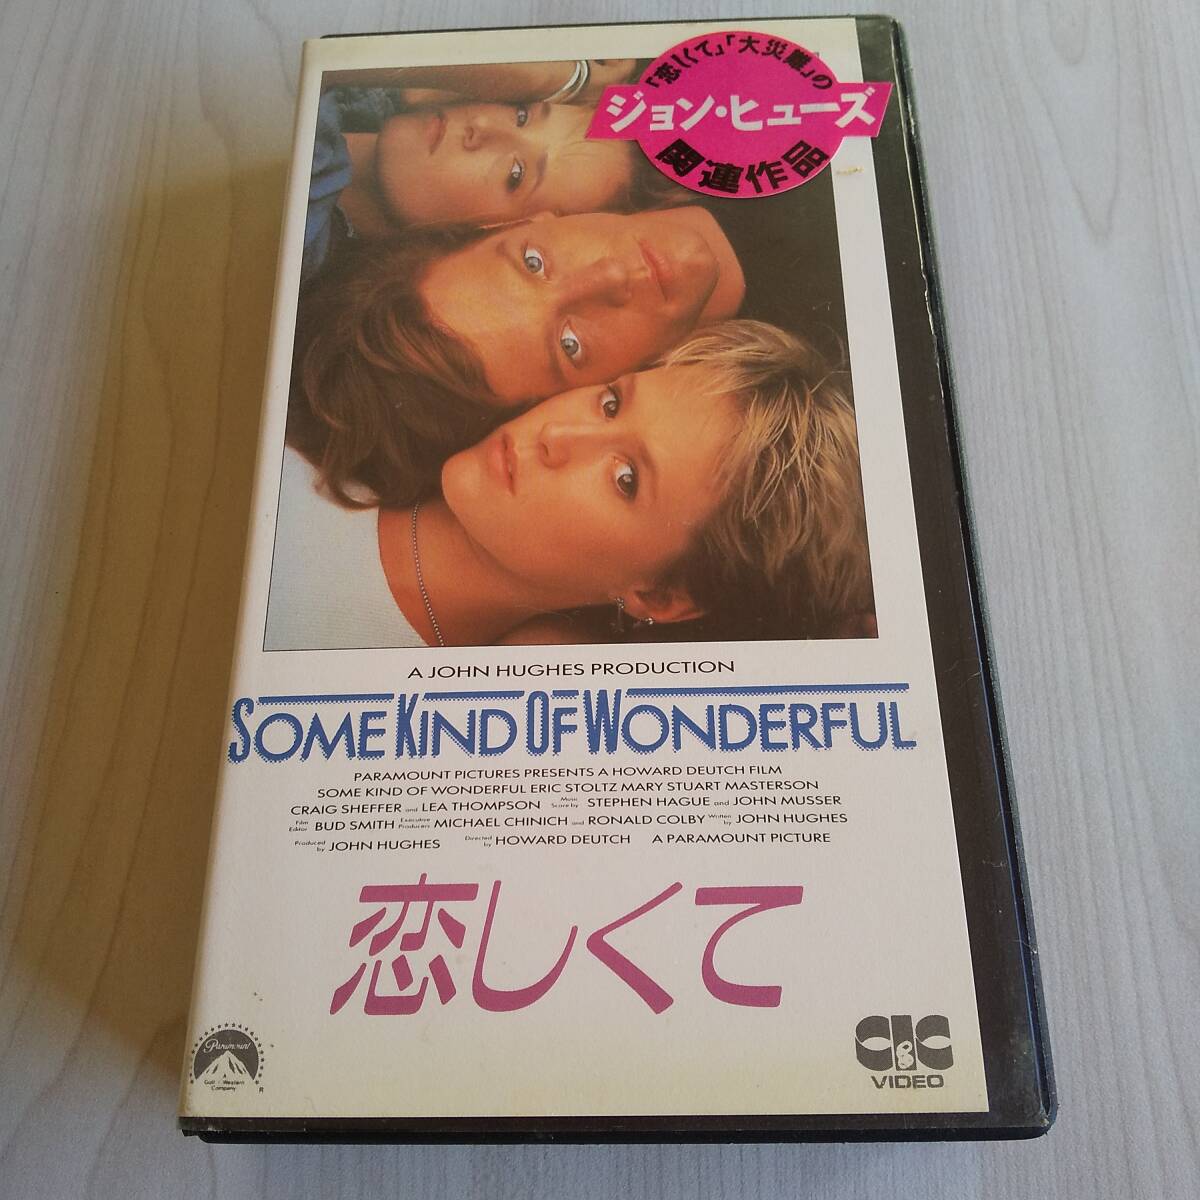 「恋しくて」「大災難」の
ジョン・ヒューズ
関連作品
A JOHN HUGHES PRODUCTION
SOME KIND OF WONDERFUL
PARAMOUNT PICTURES PRESENTS A HOWARD DEUTCH FILM
SOME KIND OF WONDERFUL ERIC STOLTZ MARY STUART MASTERSON
CRAIG SHEFFER and LEA THOMPSON Music Score by STEPHEN HAGUE and JOHN MUSSER
Film Editor BUD SMITH Executive Producers MICHAEL CHINICH and RONALD COLBY Written by JOHN HUGHES
Produced by JOHN HUGHES Directed by HOWARD DEUTCH A PARAMOUNT PICTURE
恋しくて
Paramount
Gulf + Western
Company
R
CIC
VIDEO